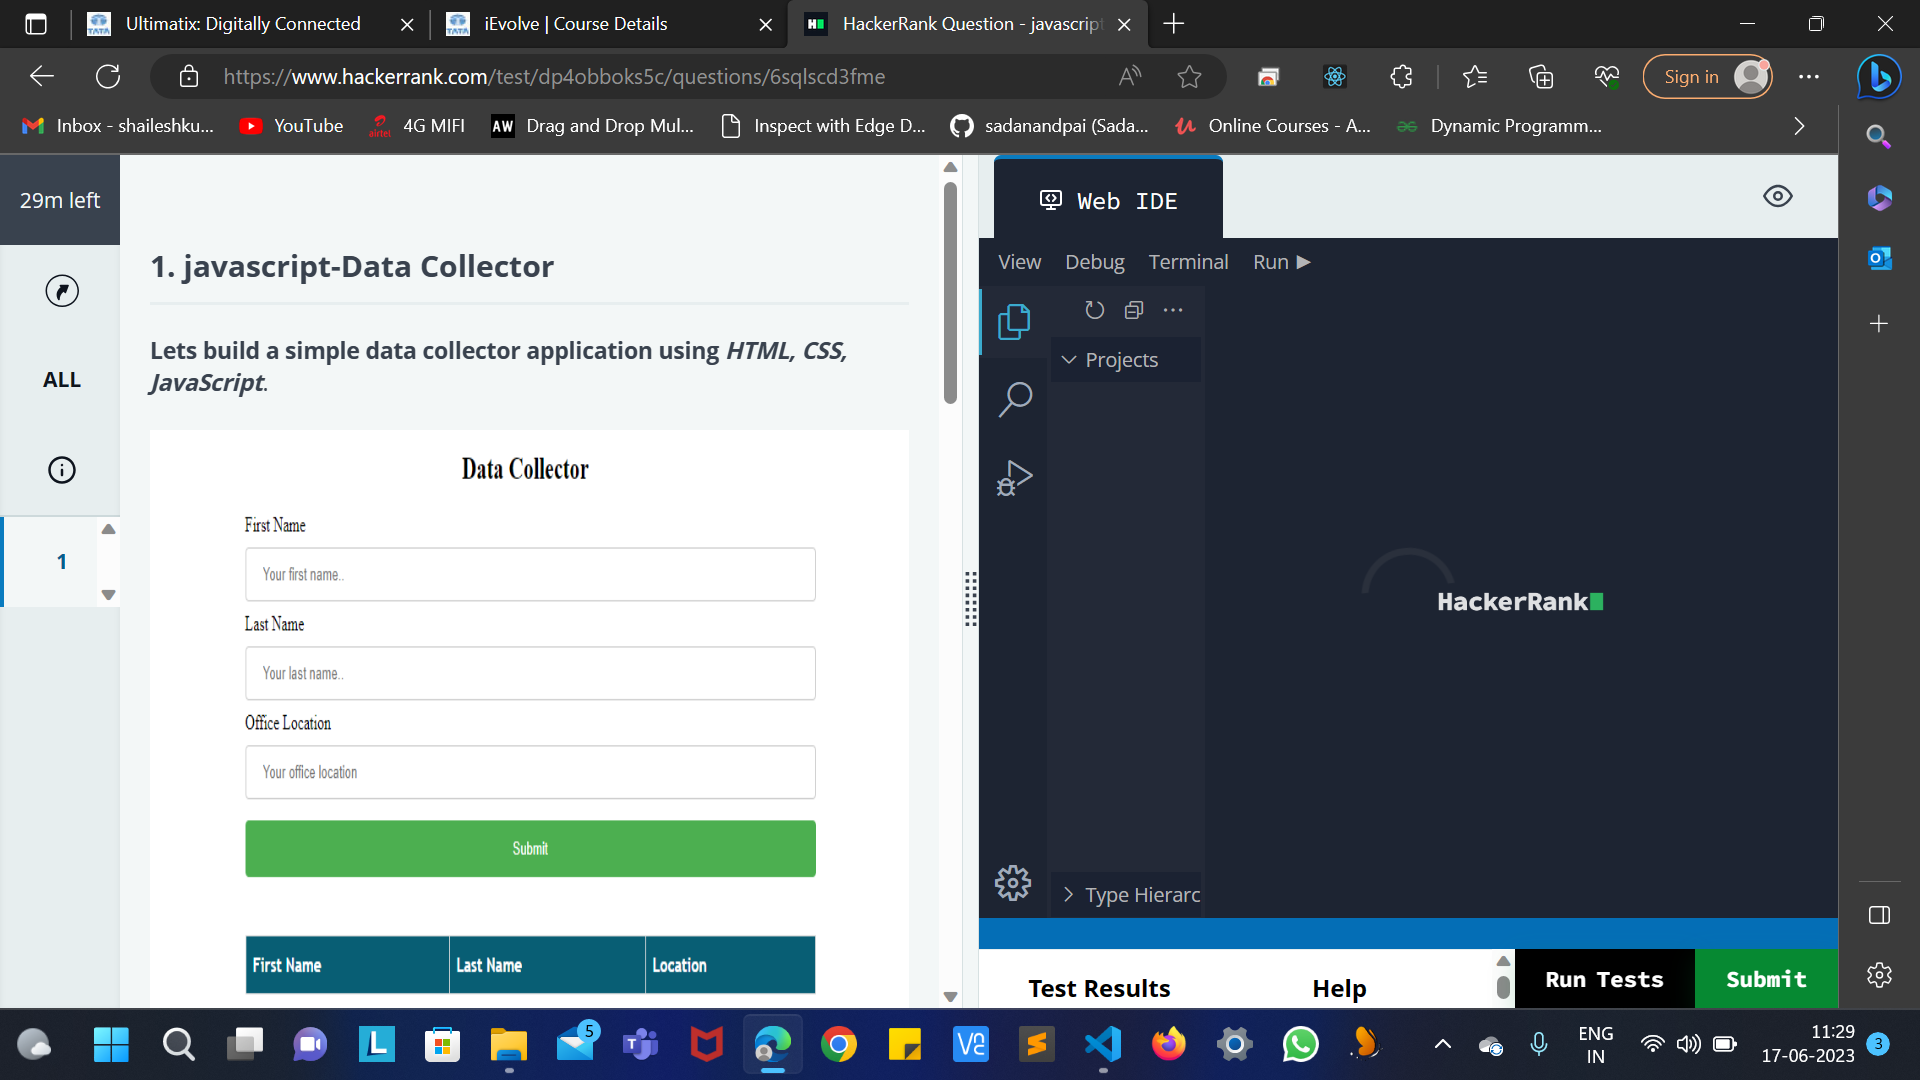 Ultimatix: Digitally Connected
iEvolve | Course Details
HackerRank Question - javascript
https://www.hackerrank.com/test/dp4obboks5c/questions/6sqlscd3fme
Sign in
Inbox - shaileshku...
YouTube
airtel
4G MIFI
AW
Drag and Drop Mul...
Inspect with Edge D...
sadanandpai (Sada...
Online Courses - A...
Dynamic Programm...
29m left
ALL
1
1. javascript-Data Collector
Lets build a simple data collector application using HTML, CSS,
JavaScript.
Data Collector
First Name
Your first name..
Last Name
Your last name..
Office Location
Your office location
Submit
First Name
Last Name
Location
Web IDE
View
Debug
Terminal
Run
Projects
HackerRank
Type Hierarc
Test Results
Help
Run Tests
Submit
5
ENG
IN
11:29
17-06-2023
3